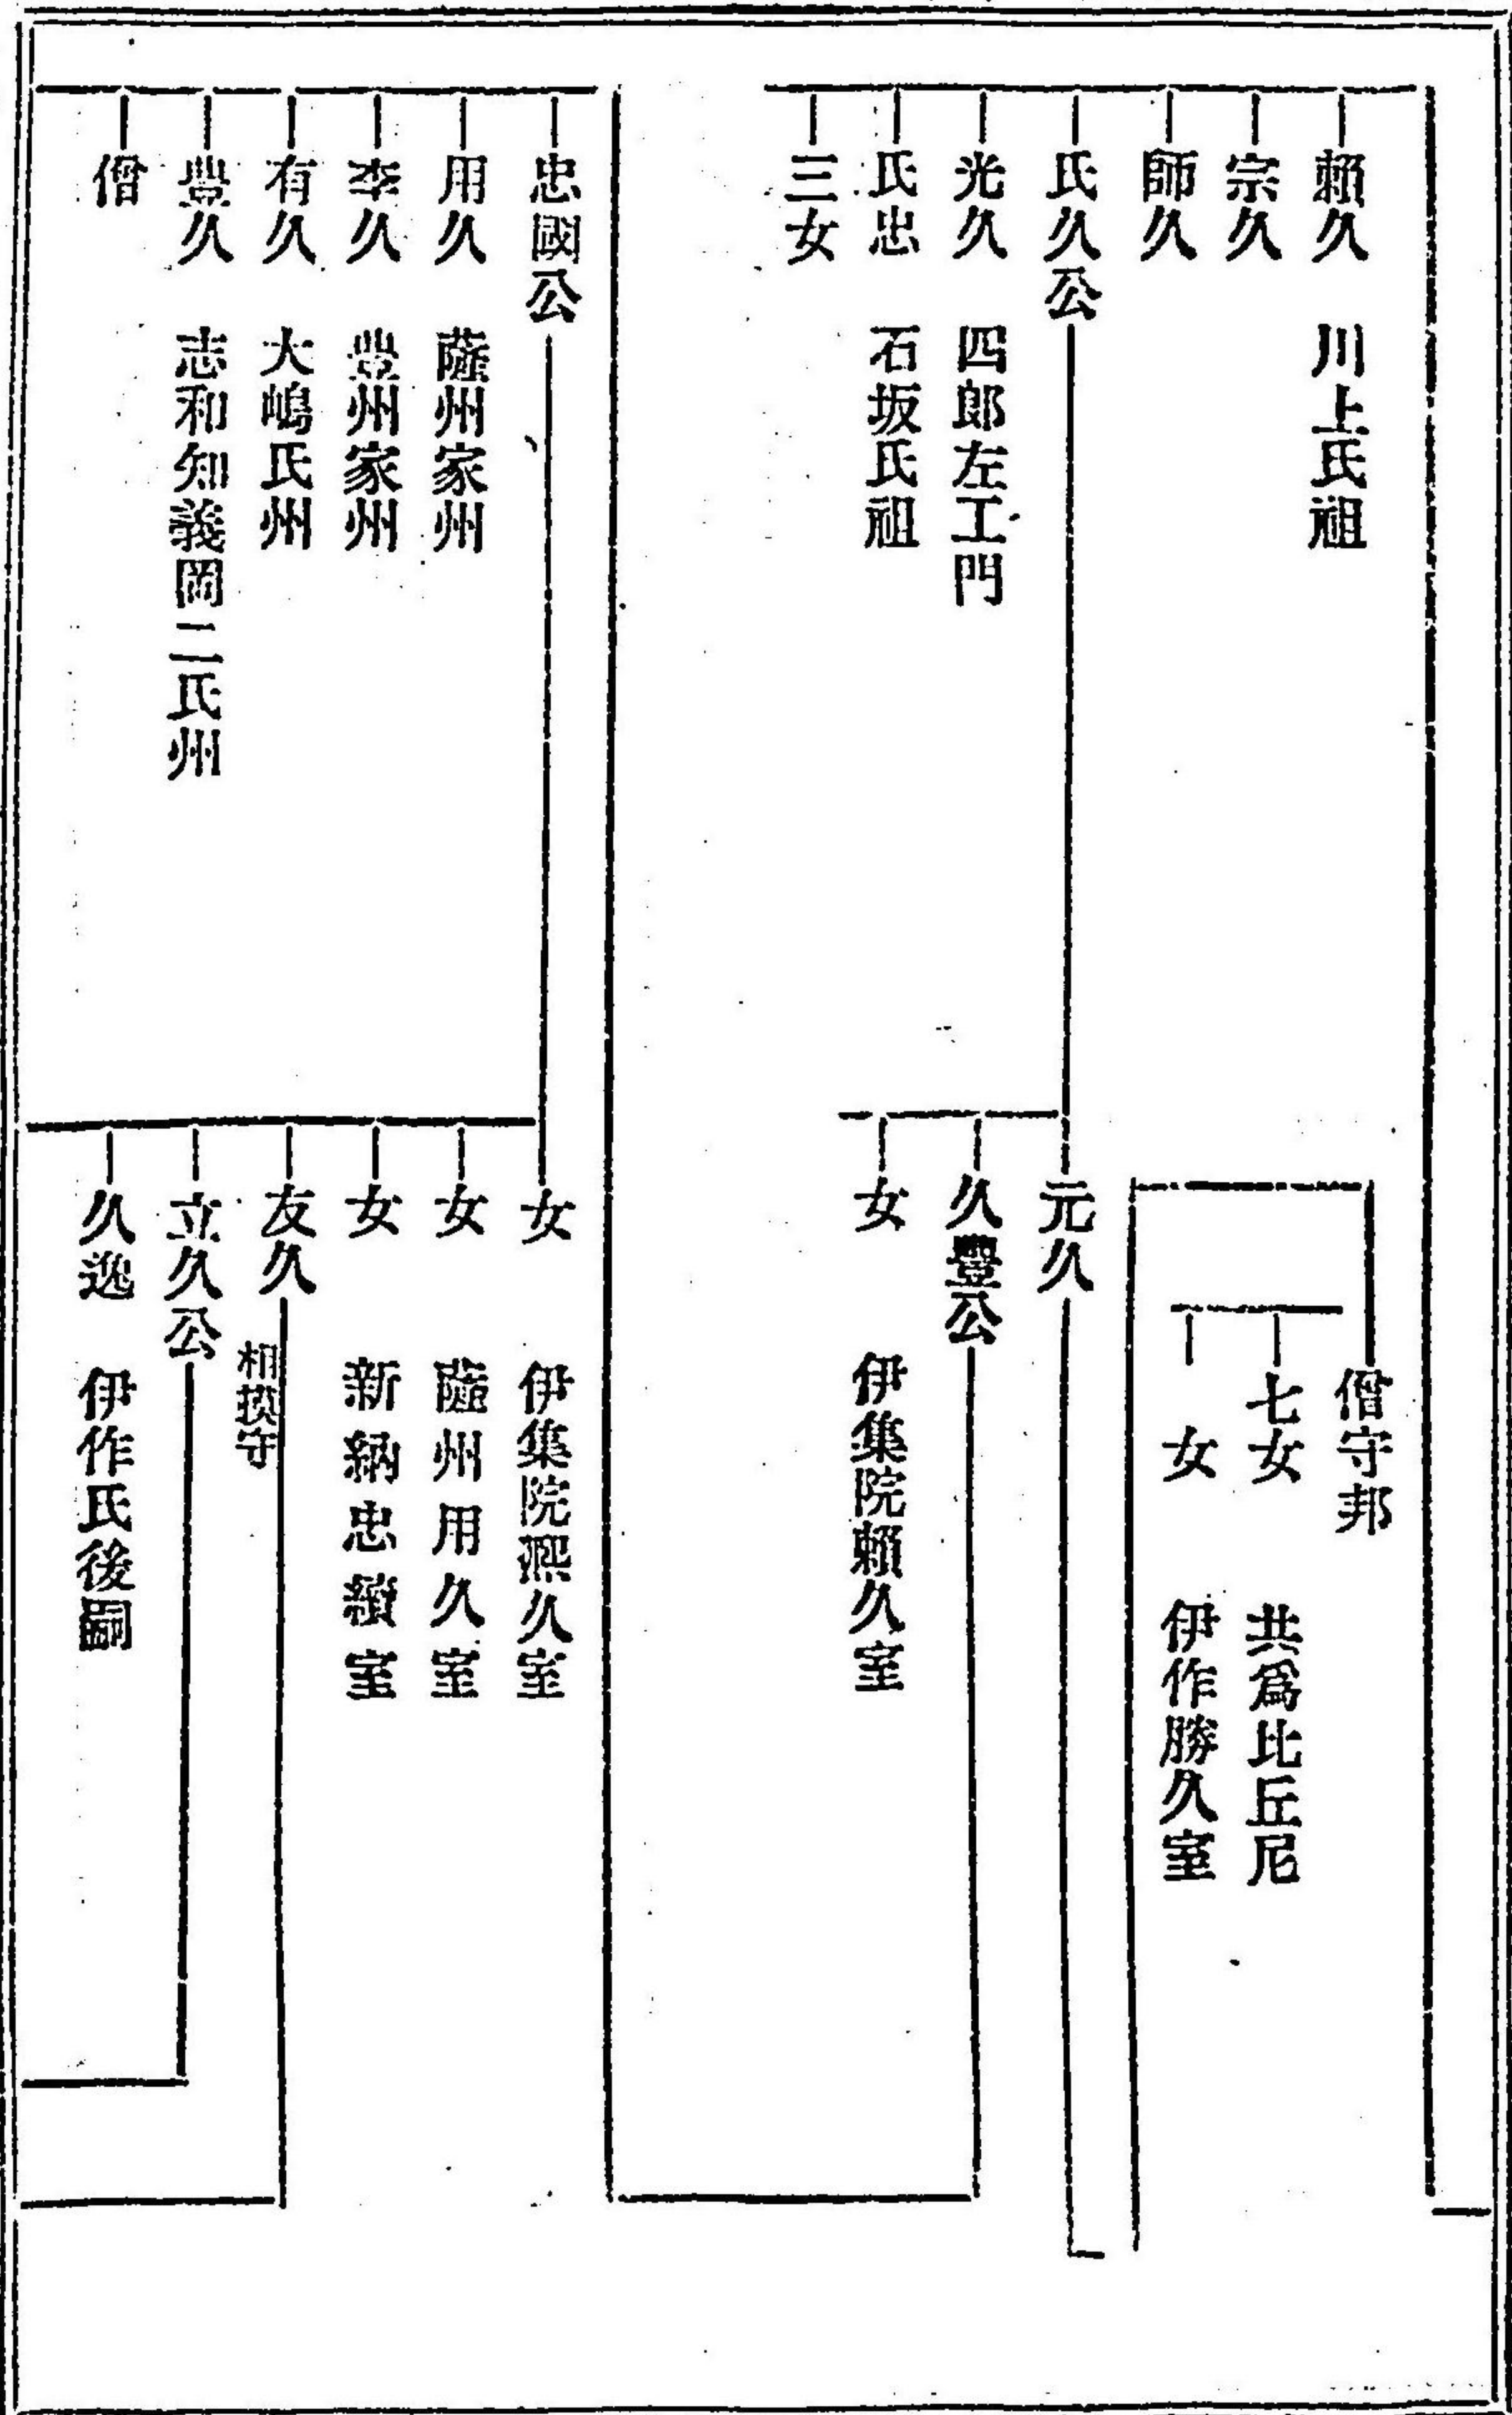 賴久 川上氏祖
宗久
師久
氏久公
光久 四郎左工門
氏忠 石坂氏祖
三女
僧守邦
七女 共爲比丘尼
女 伊作勝久室
元久
久豐公
女 伊集院賴久室
忠國公
用久 薩州家州
李久 豊州家州
有久 大嶋氏州
豊久 志和知義岡二氏州
僧
女 伊集院凞久室
女 薩州用久室
女 新納忠續室
友久 相摸守
立久公
久逸 伊作氏後嗣